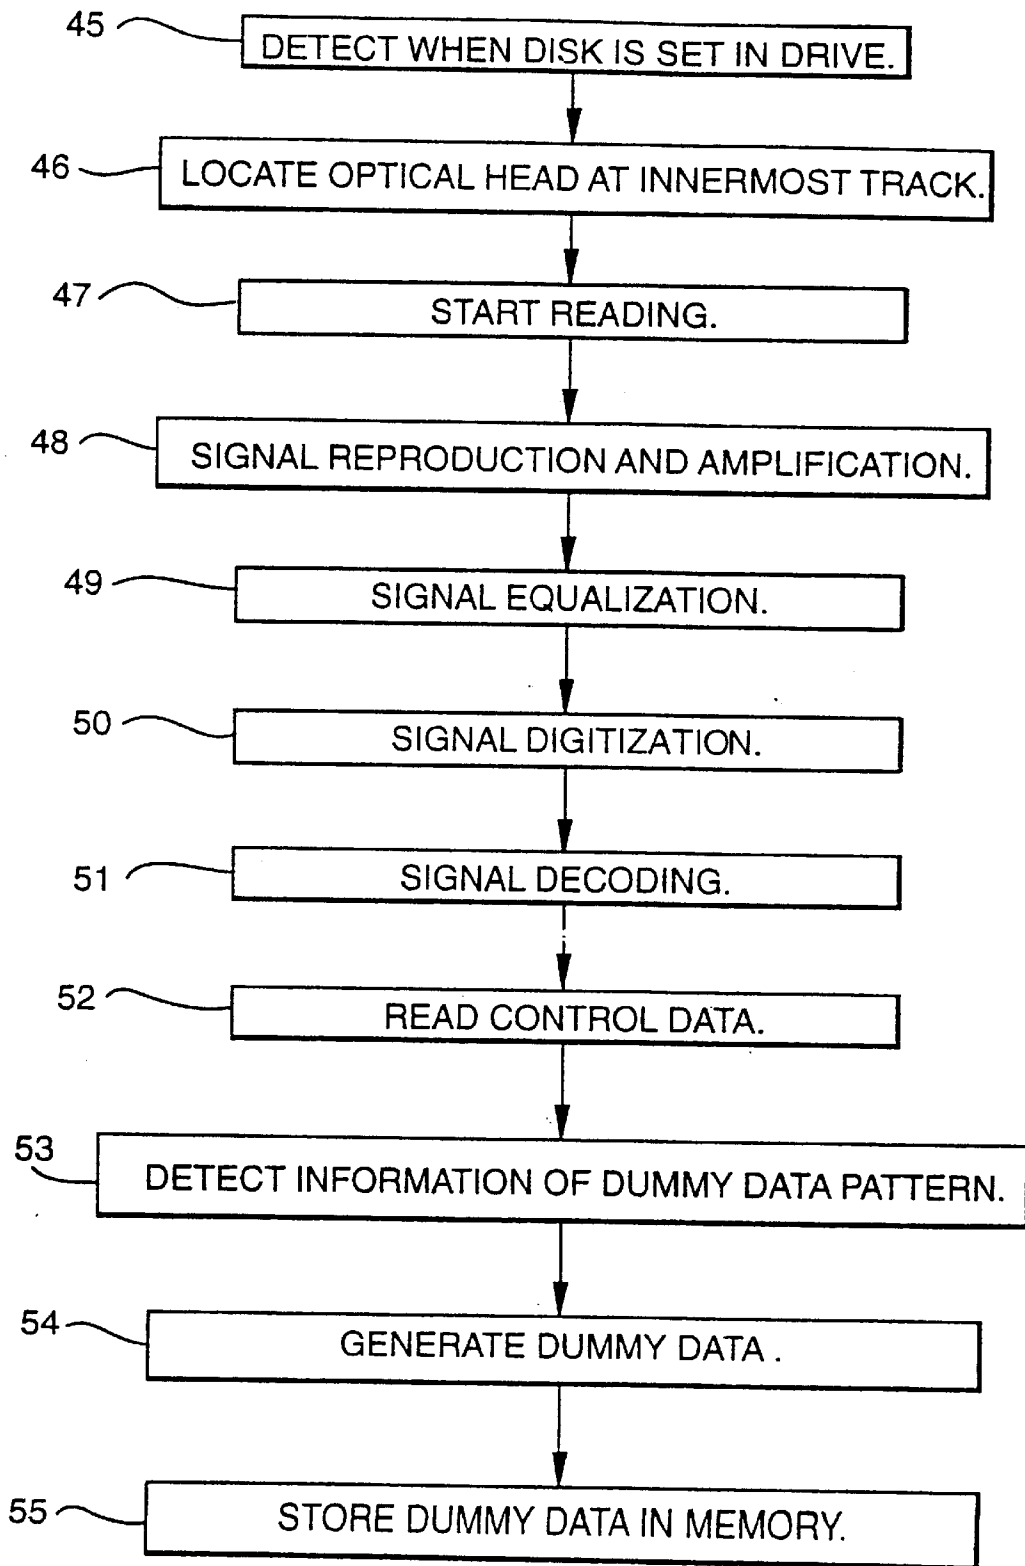 45
DETECT WHEN DISK IS SET IN DRIVE.
46
LOCATE OPTICAL HEAD AT INNERMOST TRACK.
47
START READING.
48
SIGNAL REPRODUCTION AND AMPLIFICATION.
49
SIGNAL EQUALIZATION.
50
SIGNAL DIGITIZATION.
51
SIGNAL DECODING.
52
READ CONTROL DATA.
53
DETECT INFORMATION OF DUMMY DATA PATTERN.
54
GENERATE DUMMY DATA .
55
STORE DUMMY DATA IN MEMORY.